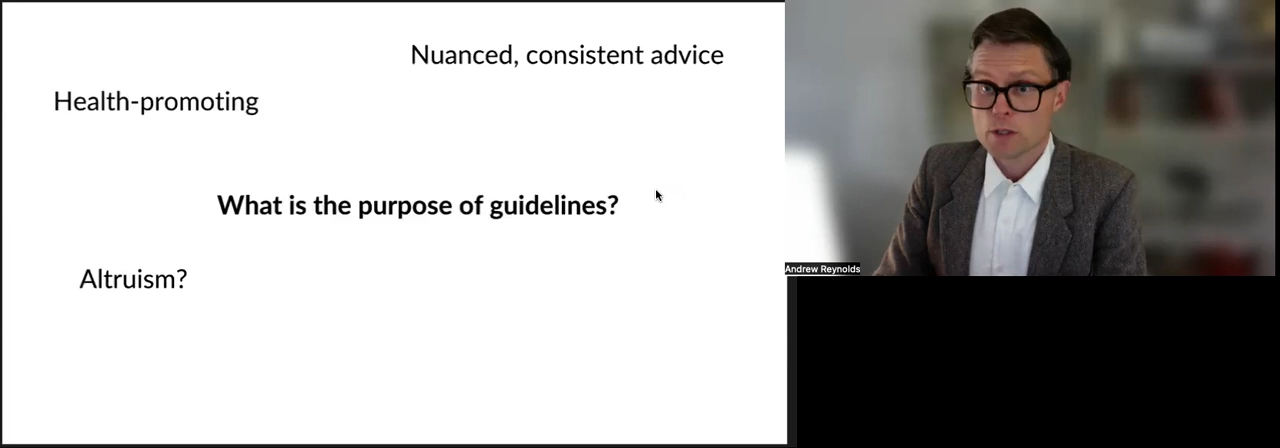 Nuanced, consistent advice
Health-promoting
What is the purpose of guidelines?
Altruism?
Andrew Reynolds